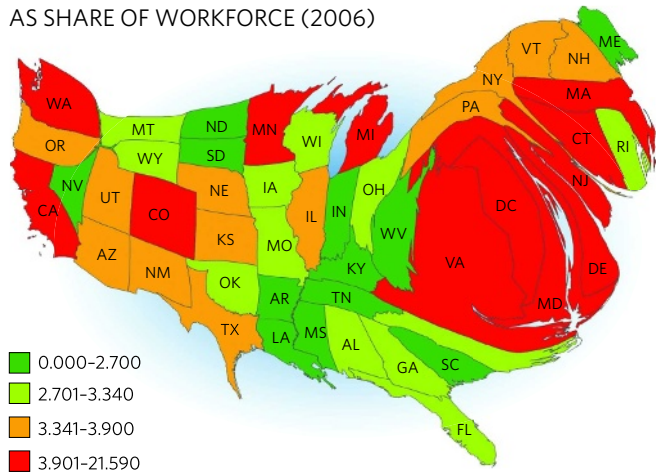 AS SHARE OF WORKFORCE (2006)
ME
VT
NH
NY
WA
MA
PA
MT
ND
MN
MI
CT
OR
WI
RI
WY
SD
NJ
NV
UT
NE
IA
OH
CA
CO
IL
IN
DC
WV
KS
MO
AZ
NM
KY
VA
DE
OK
AR
TN
MD
TX
LA
MS
AL
GA
SC
FL
0.000-2.700
2.701-3.340
3.341-3.900
3.901-21.590